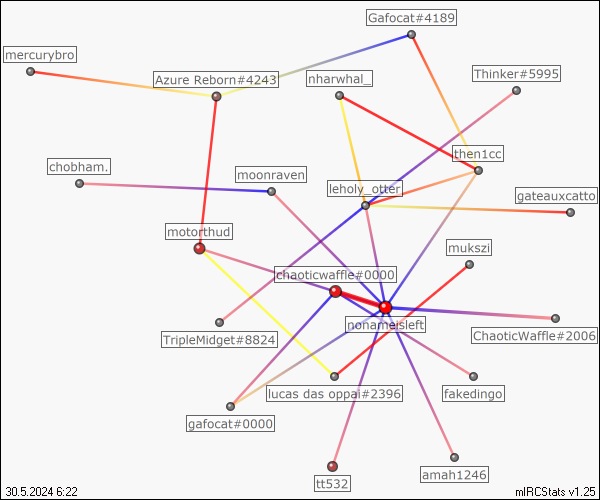 Gafocat#4189
mercurybro
Azure Reborn#4243
nharwhal_
Thinker#5995
then1cc
chobham.
moonraven
leholy_otter
gateauxcatto
motorthud
mukszi
chaoticwaffle#0000
nonameisleft
TripleMidget#8824
ChaoticWaffle#2006
lucas das oppai#2396
fakedingo
gafocat#0000
tt532
amah1246
30.5.2024 6:22
mIRCStats v1.25